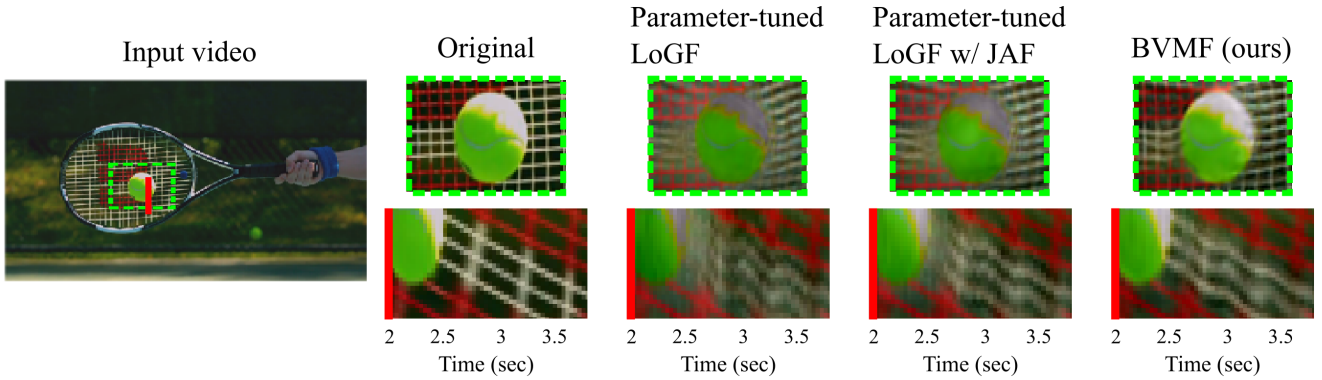 Input video
Original
Parameter-tuned
LoGF
Parameter-tuned
LoGF w/ JAF
BVMF (ours)
2 2.5 3 3.5
Time (sec)
2 2.5 3 3.5
Time (sec)
2 2.5 3 3.5
Time (sec)
2 2.5 3 3.5
Time (sec)